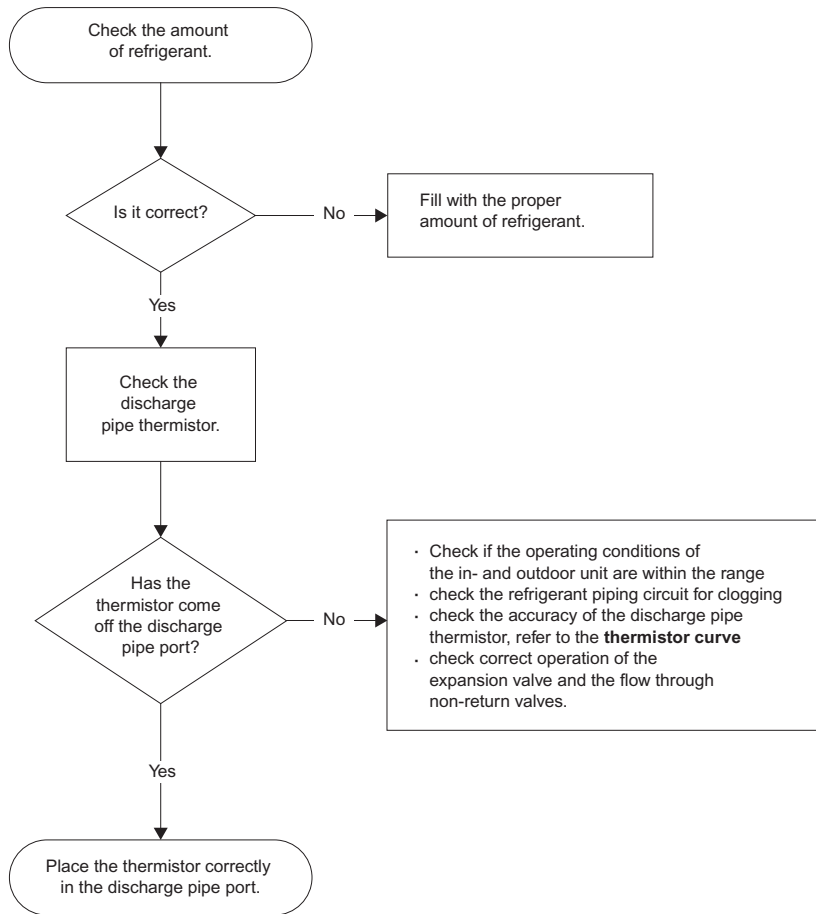 Check the amount
of refrigerant.
Is it correct?
No
Fill with the proper
amount of refrigerant.
Yes
Check the
discharge
pipe thermistor.
Has the
thermistor come
off the discharge
pipe port?
No
· Check if the operating conditions of
the in- and outdoor unit are within the range
· check the refrigerant piping circuit for clogging
· check the accuracy of the discharge pipe
thermistor, refer to the thermistor curve
· check correct operation of the
expansion valve and the flow through
non-return valves.
Yes
Place the thermistor correctly
in the discharge pipe port.